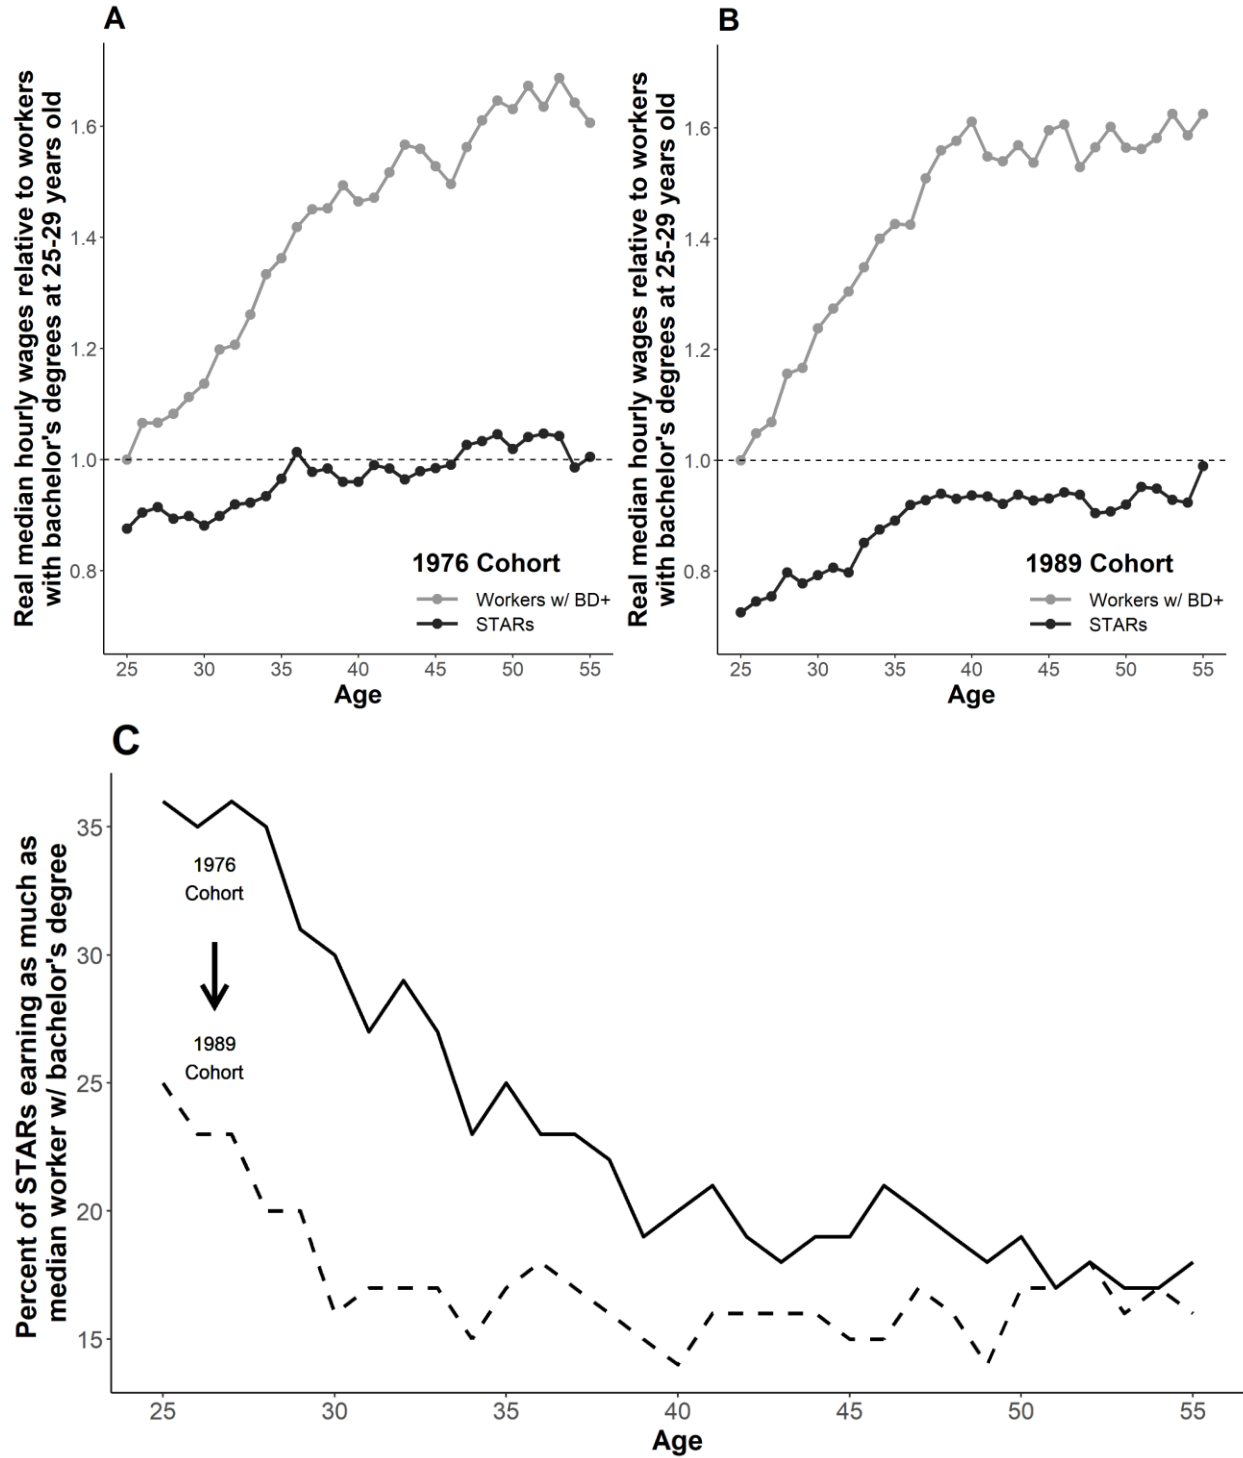 A
Real median hourly wages relative to workers
with bachelor's degrees at 25-29 years old
1.6
1.4
1.2
1.0
0.8
1976 Cohort
Workers w/ BD+
STARs
25 30 35 40 45 50 55
Age
B
Real median hourly wages relative to workers
with bachelor's degrees at 25-29 years old
1.6
1.4
1.2
1.0
0.8
1989 Cohort
Workers w/ BD+
STARs
25 30 35 40 45 50 55
Age
C
Percent of STARs earning as much as
median worker w/ bachelor's degree
35
30
25
20
15
1976
Cohort
1989
Cohort
25 30 35 40 45 50 55
Age